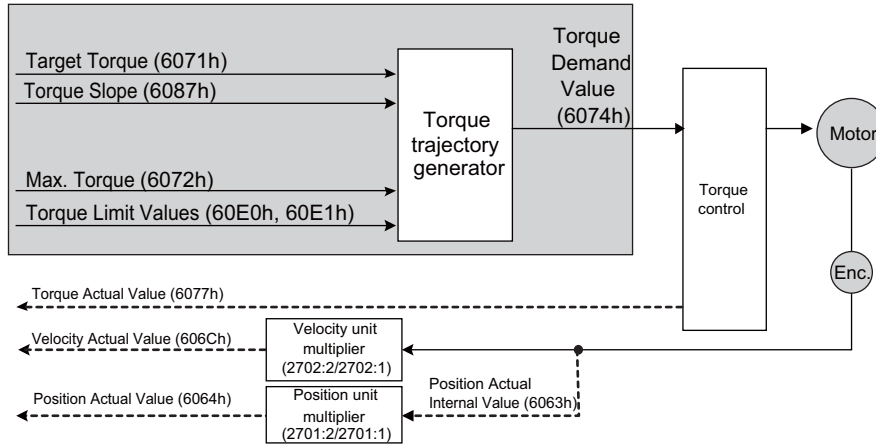 Target Torque (6071h)
Torque Slope (6087h)
Max. Torque (6072h)
Torque Limit Values (60E0h, 60E1h)
Torque
trajectory
generator
Torque
Demand
Value
(6074h)
Torque
control
Motor
Enc.
Torque Actual Value (6077h)
Velocity Actual Value (606Ch)
Velocity unit
multiplier
(2702:2/2702:1)
Position Actual Value (6064h)
Position unit
multiplier
(2701:2/2701:1)
Position Actual
Internal Value (6063h)